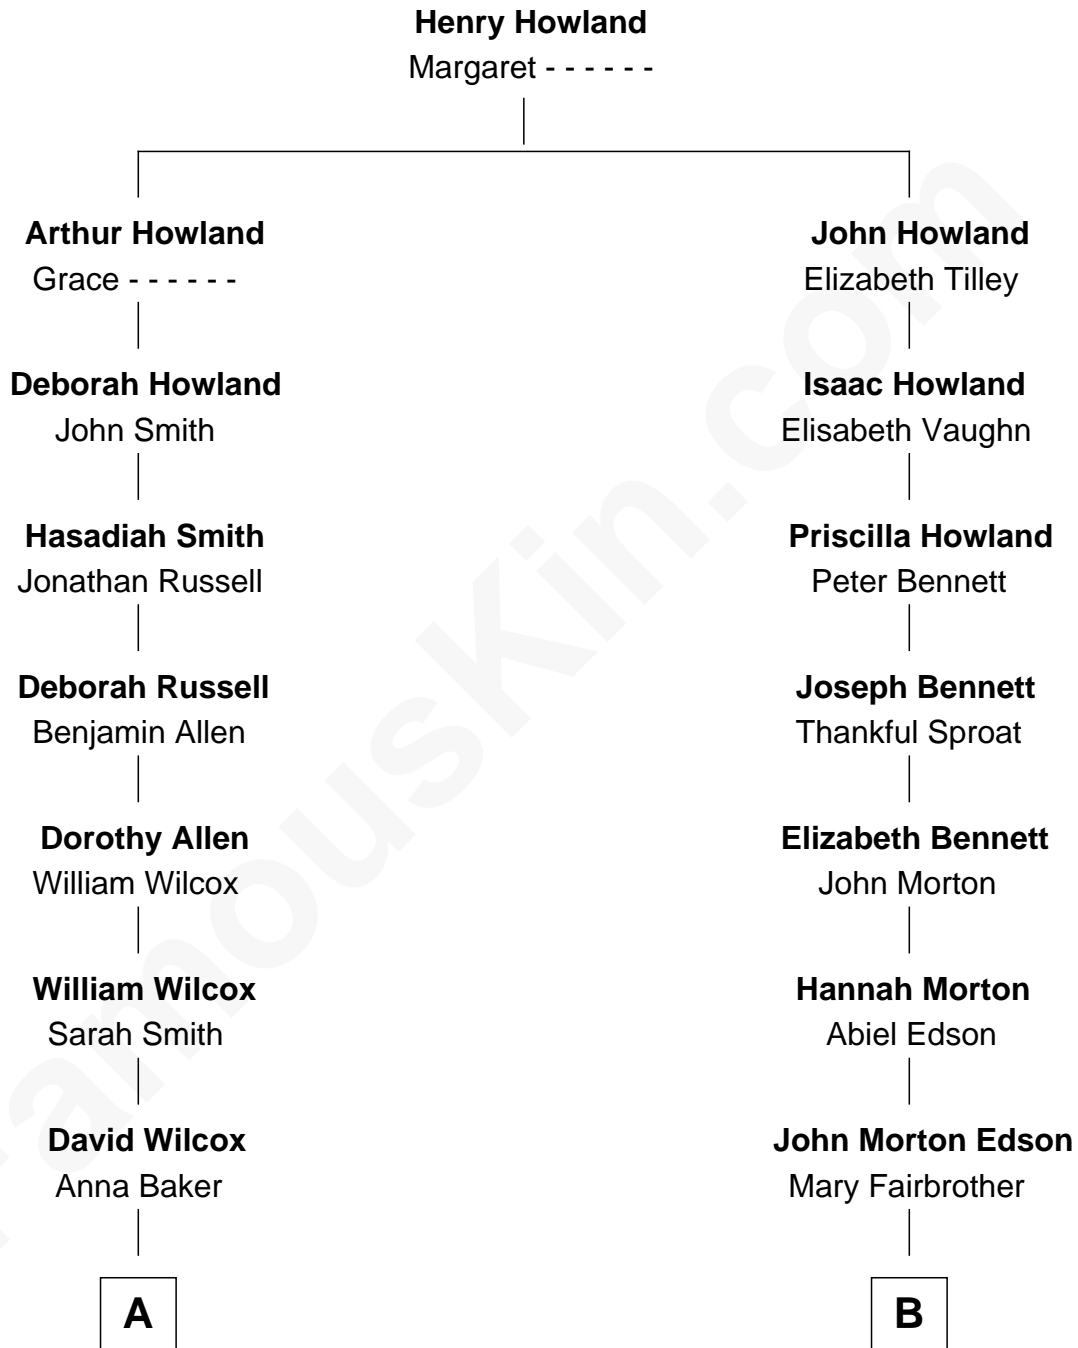 Henry Howland
Margaret - - - - - -
Arthur Howland
Grace - - - - - -
John Howland
Elizabeth Tilley
Deborah Howland
John Smith
Isaac Howland
Elisabeth Vaughn
Hasadiah Smith
Jonathan Russell
Priscilla Howland
Peter Bennett
Deborah Russell
Benjamin Allen
Joseph Bennett
Thankful Sproat
Dorothy Allen
William Wilcox
Elizabeth Bennett
John Morton
William Wilcox
Sarah Smith
Hannah Morton
Abiel Edson
David Wilcox
Anna Baker
John Morton Edson
Mary Fairbrother
A
B
FamousKin.com